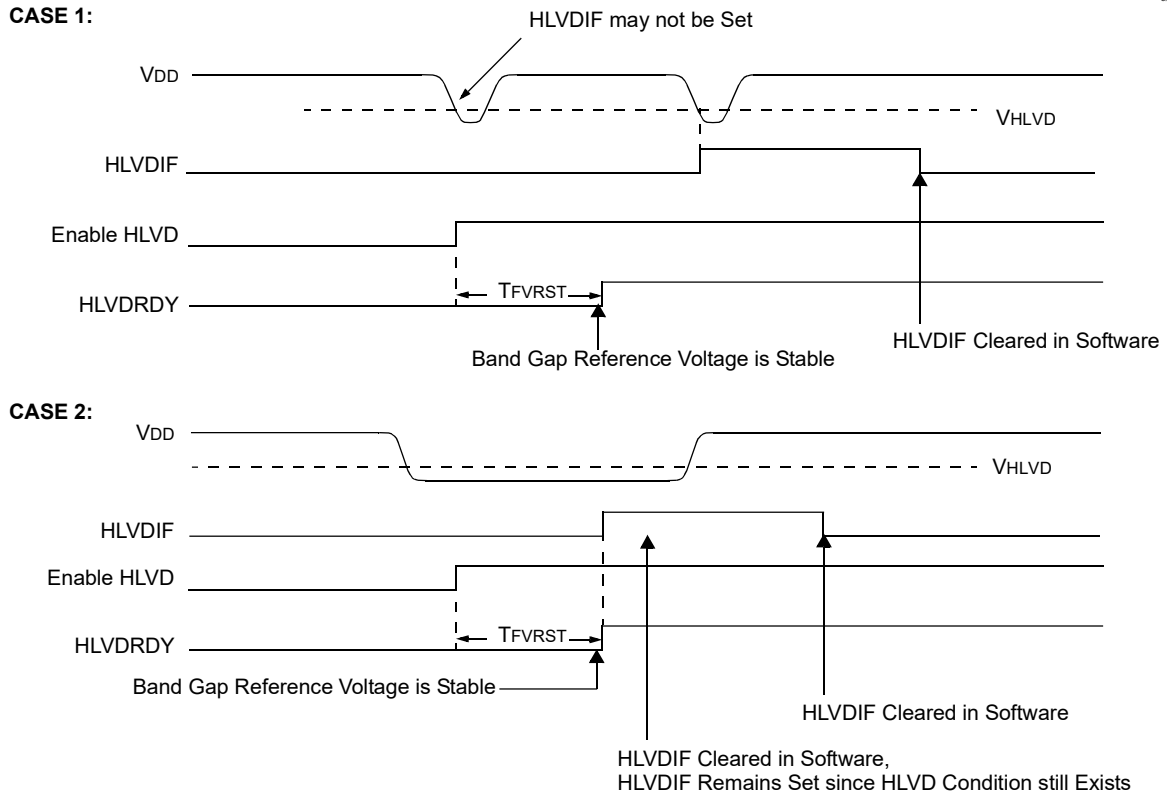 CASE 1:
HLVDIF may not be Set
VDD
VHLVD
HLVDIF
Enable HLVD
TFVRST
HLVDRDY
HLVDIF Cleared in Software
Band Gap Reference Voltage is Stable
CASE 2:
VDD
VHLVD
HLVDIF
Enable HLVD
TFVRST
HLVDRDY
Band Gap Reference Voltage is Stable
HLVDIF Cleared in Software
HLVDIF Cleared in Software,
HLVDIF Remains Set since HLVD Condition still Exists